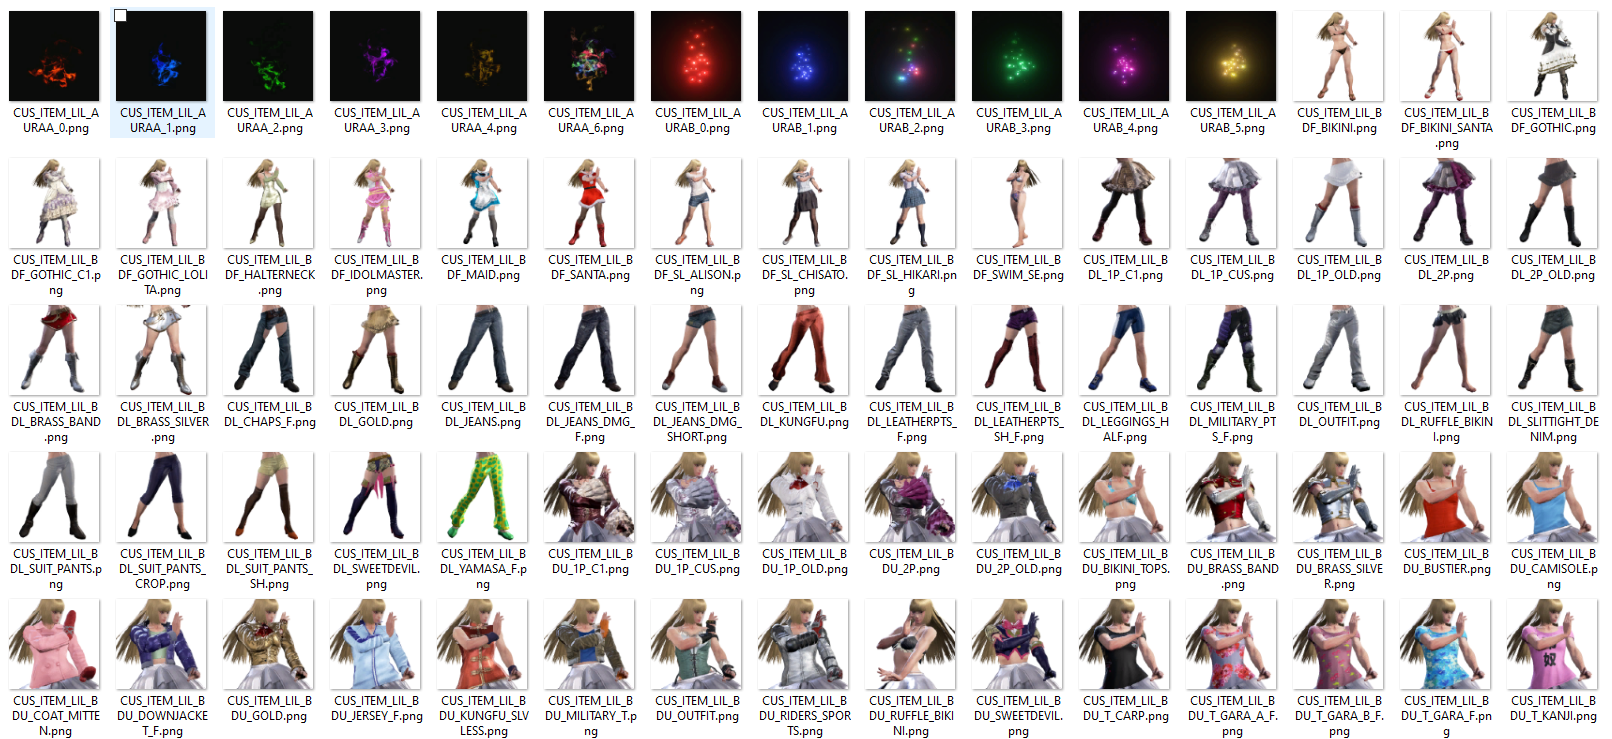 CUS_ITEM_LIL_A
URAA_0.png
CUS_ITEM_LIL_A
URAA_1.png
CUS_ITEM_LIL_A
URAA_2.png
CUS_ITEM_LIL_A
URAA_3.png
CUS_ITEM_LIL_A
URAA_4.png
CUS_ITEM_LIL_A
URAA_6.png
CUS_ITEM_LIL_A
URAB_0.png
CUS_ITEM_LIL_A
URAB_1.png
CUS_ITEM_LIL_A
URAB_2.png
CUS_ITEM_LIL_A
URAB_3.png
CUS_ITEM_LIL_A
URAB_4.png
CUS_ITEM_LIL_A
URAB_5.png
CUS_ITEM_LIL_B
DF_BIKINI.png
CUS_ITEM_LIL_B
DF_BIKINI_SANTA
.png
CUS_ITEM_LIL_B
DF_GOTHIC.png
CUS_ITEM_LIL_B
DF_GOTHIC_C1.p
ng
CUS_ITEM_LIL_B
DF_GOTHIC_LOLI
TA.png
CUS_ITEM_LIL_B
DF_HALTERNECK
.png
CUS_ITEM_LIL_B
DF_IDOLMASTER.
png
CUS_ITEM_LIL_B
DF_MAID.png
CUS_ITEM_LIL_B
DF_SANTA.png
CUS_ITEM_LIL_B
DF_SL_ALISON.p
ng
CUS_ITEM_LIL_B
DF_SL_CHISATO.
png
CUS_ITEM_LIL_B
DF_SL_HIKARI.pn
g
CUS_ITEM_LIL_B
DF_SWIM_SE.png
CUS_ITEM_LIL_B
DL_1P_C1.png
CUS_ITEM_LIL_B
DL_1P_CUS.png
CUS_ITEM_LIL_B
DL_1P_OLD.png
CUS_ITEM_LIL_B
DL_2P.png
CUS_ITEM_LIL_B
DL_2P_OLD.png
CUS_ITEM_LIL_B
DL_BRASS_BAND
.png
CUS_ITEM_LIL_B
DL_BRASS_SILVER
.png
CUS_ITEM_LIL_B
DL_CHAPS_F.png
CUS_ITEM_LIL_B
DL_GOLD.png
CUS_ITEM_LIL_B
DL_JEANS.png
CUS_ITEM_LIL_B
DL_JEANS_DMG_
F.png
CUS_ITEM_LIL_B
DL_JEANS_DMG_
SHORT.png
CUS_ITEM_LIL_B
DL_KUNGFU.png
CUS_ITEM_LIL_B
DL_LEATHERPTS_
F.png
CUS_ITEM_LIL_B
DL_LEATHERPTS_
SH_F.png
CUS_ITEM_LIL_B
DL_LEGGINGS_H
ALF.png
CUS_ITEM_LIL_B
DL_MILITARY_PT
S_F.png
CUS_ITEM_LIL_B
DL_OUTFIT.png
CUS_ITEM_LIL_B
DL_RUFFLE_BIKIN
I.png
CUS_ITEM_LIL_B
DL_SLITTIGHT_DE
NIM.png
CUS_ITEM_LIL_B
DL_SUIT_PANTS.p
ng
CUS_ITEM_LIL_B
DL_SUIT_PANTS_
CROP.png
CUS_ITEM_LIL_B
DL_SUIT_PANTS_
SH.png
CUS_ITEM_LIL_B
DL_SWEETDEVIL.
png
CUS_ITEM_LIL_B
DL_YAMASA_F.p
ng
CUS_ITEM_LIL_B
DU_1P_C1.png
CUS_ITEM_LIL_B
DU_1P_CUS.png
CUS_ITEM_LIL_B
DU_1P_OLD.png
CUS_ITEM_LIL_B
DU_2P.png
CUS_ITEM_LIL_B
DU_2P_OLD.png
CUS_ITEM_LIL_B
DU_BIKINI_TOPS.
png
CUS_ITEM_LIL_B
DU_BRASS_BAND.
png
CUS_ITEM_LIL_B
DU_BRASS_SILVE
R.png
CUS_ITEM_LIL_B
DU_BUSTIER.png
CUS_ITEM_LIL_B
DU_CAMISOLE.p
ng
CUS_ITEM_LIL_B
DU_COAT_MITTE
N.png
CUS_ITEM_LIL_B
DU_DOWNJACKE
T_F.png
CUS_ITEM_LIL_B
DU_GOLD.png
CUS_ITEM_LIL_B
DU_JERSEY_F.png
CUS_ITEM_LIL_B
DU_KUNGFU_SLV
LESS.png
CUS_ITEM_LIL_B
DU_MILITARY_T.p
ng
CUS_ITEM_LIL_B
DU_OUTFIT.png
CUS_ITEM_LIL_B
DU_RIDERS_SPOR
TS.png
CUS_ITEM_LIL_B
DU_RUFFLE_BIKI
NI.png
CUS_ITEM_LIL_B
DU_SWEETDEVIL.
png
CUS_ITEM_LIL_B
DU_T_CARP.png
CUS_ITEM_LIL_B
DU_T_GARA_A_F.
png
CUS_ITEM_LIL_B
DU_T_GARA_B_F.
png
CUS_ITEM_LIL_B
DU_T_GARA_F.pn
g
CUS_ITEM_LIL_B
DU_T_KANJI.png